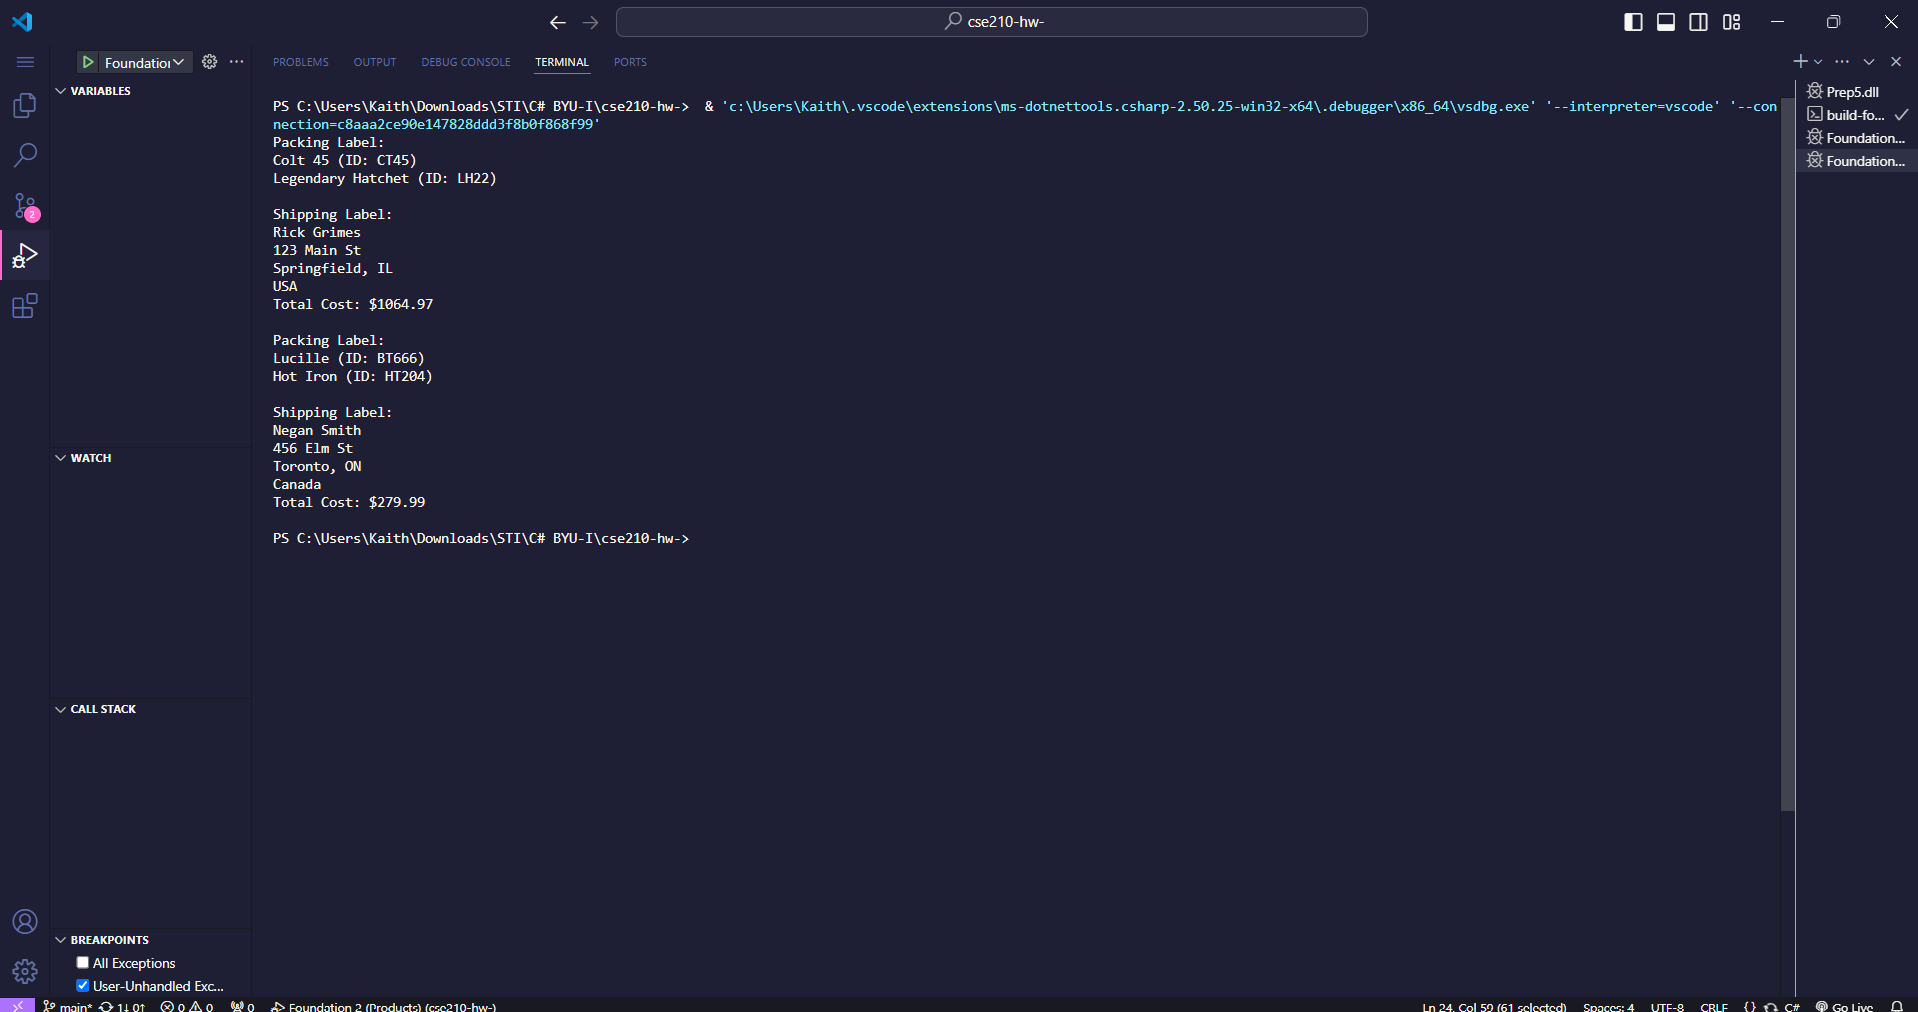 cse210-hw-
Foundation
PROBLEMS OUTPUT DEBUG CONSOLE TERMINAL PORTS
VARIABLES
PS C:\Users\Kaith\Downloads\STI\C# BYU-I\cse210-hw-> & 'c:\Users\Kaith\.vscode\extensions\ms-dotnettools.csharp-2.50.25-win32-x64\.debugger\x86_64\vsdbg.exe' '--interpreter=vscode' '--con
nection=c8aaa2ce90e147828ddd3f8b0f868f99'
Packing Label:
Colt 45 (ID: CT45)
Legendary Hatchet (ID: LH22)
Shipping Label:
Rick Grimes
123 Main St
Springfield, IL
USA
Total Cost: $1064.97
Packing Label:
Lucille (ID: BT666)
Hot Iron (ID: HT204)
Shipping Label:
Negan Smith
456 Elm St
Toronto, ON
Canada
Total Cost: $279.99
PS C:\Users\Kaith\Downloads\STI\C# BYU-I\cse210-hw->
Prep5.dll
build-fo...
Foundation...
Foundation...
2
WATCH
CALL STACK
BREAKPOINTS
All Exceptions
User-Unhandled Exc...
main* 1↓ 0↑ 0 0 0 Foundation 2 (Products) (cse210-hw-) Ln 24, Col 59 (61 selected) Spaces: 4 UTF-8 CRLF {} C# Go Live